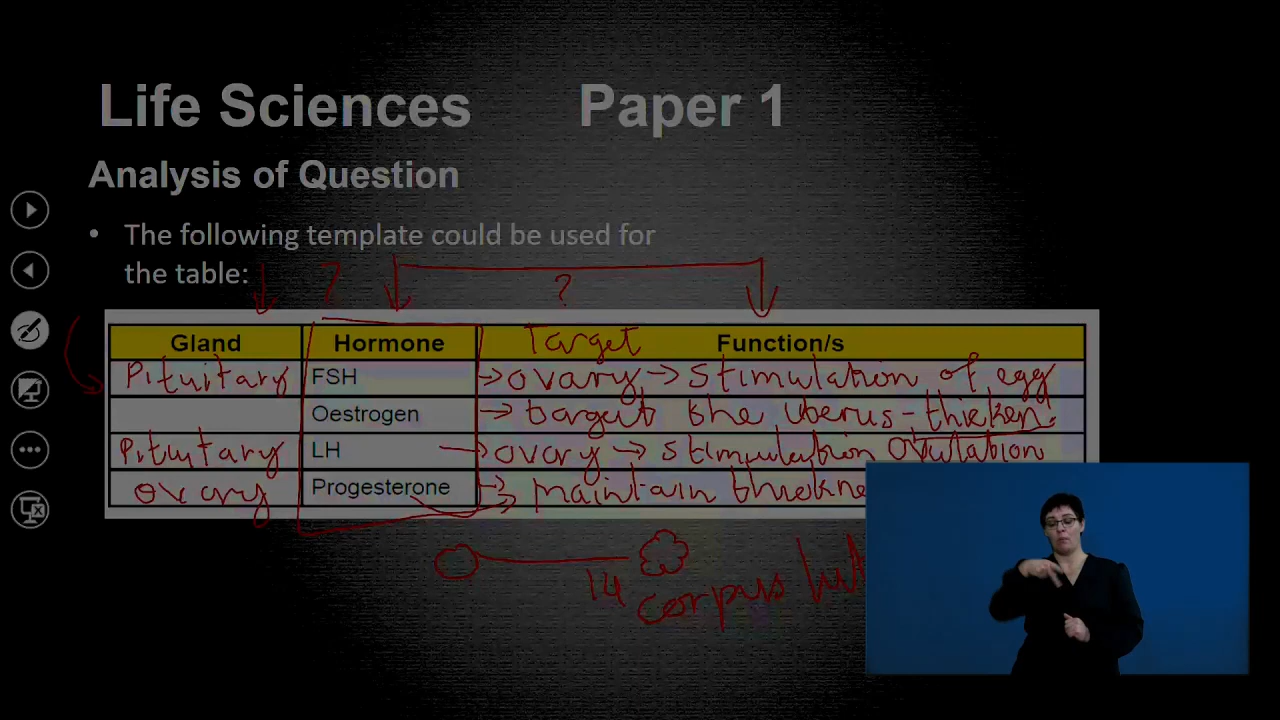 Life Sciences Paper 1
Analysis of Question
• The following template could be used for
the table: ? ?
Gland Hormone Target Function/s
Pituitary FSH → ovary → stimulation of egg
Oestrogen → target the uterus - thicken
Pituitary LH → ovary → stimulation ovulation
ovary Progesterone → maintain
14 corpus